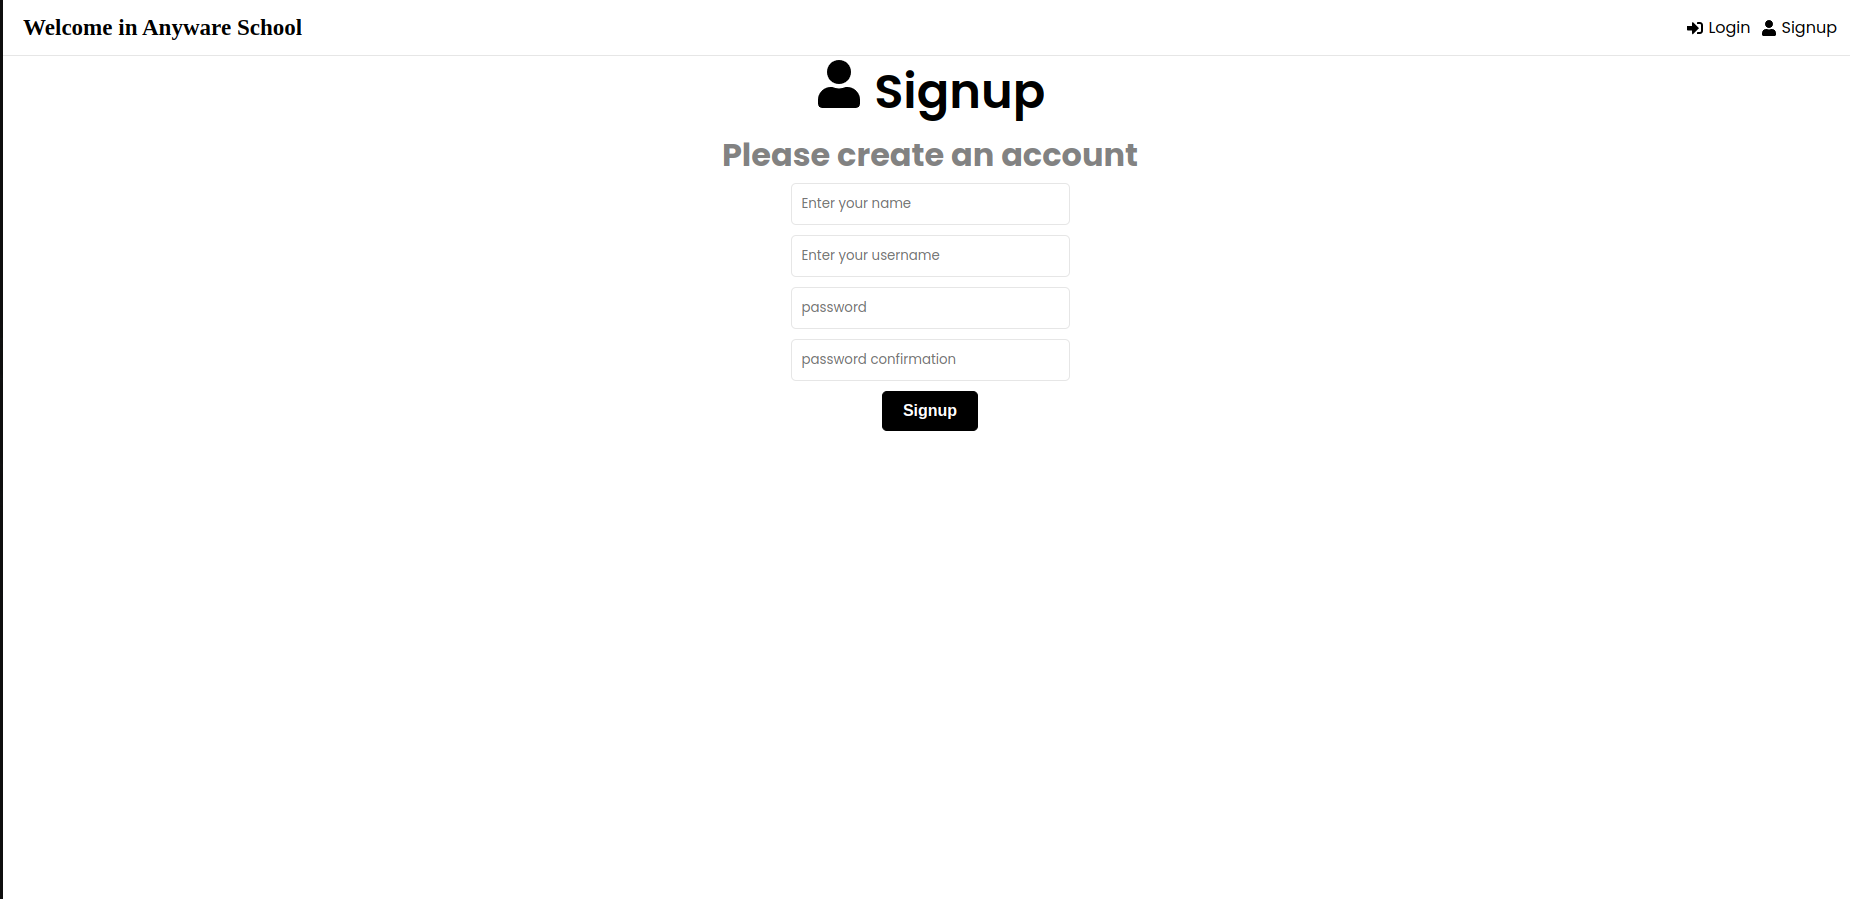 Welcome in Anyware School
Login Signup
Signup
Please create an account
Enter your name
Enter your username
password
password confirmation
Signup